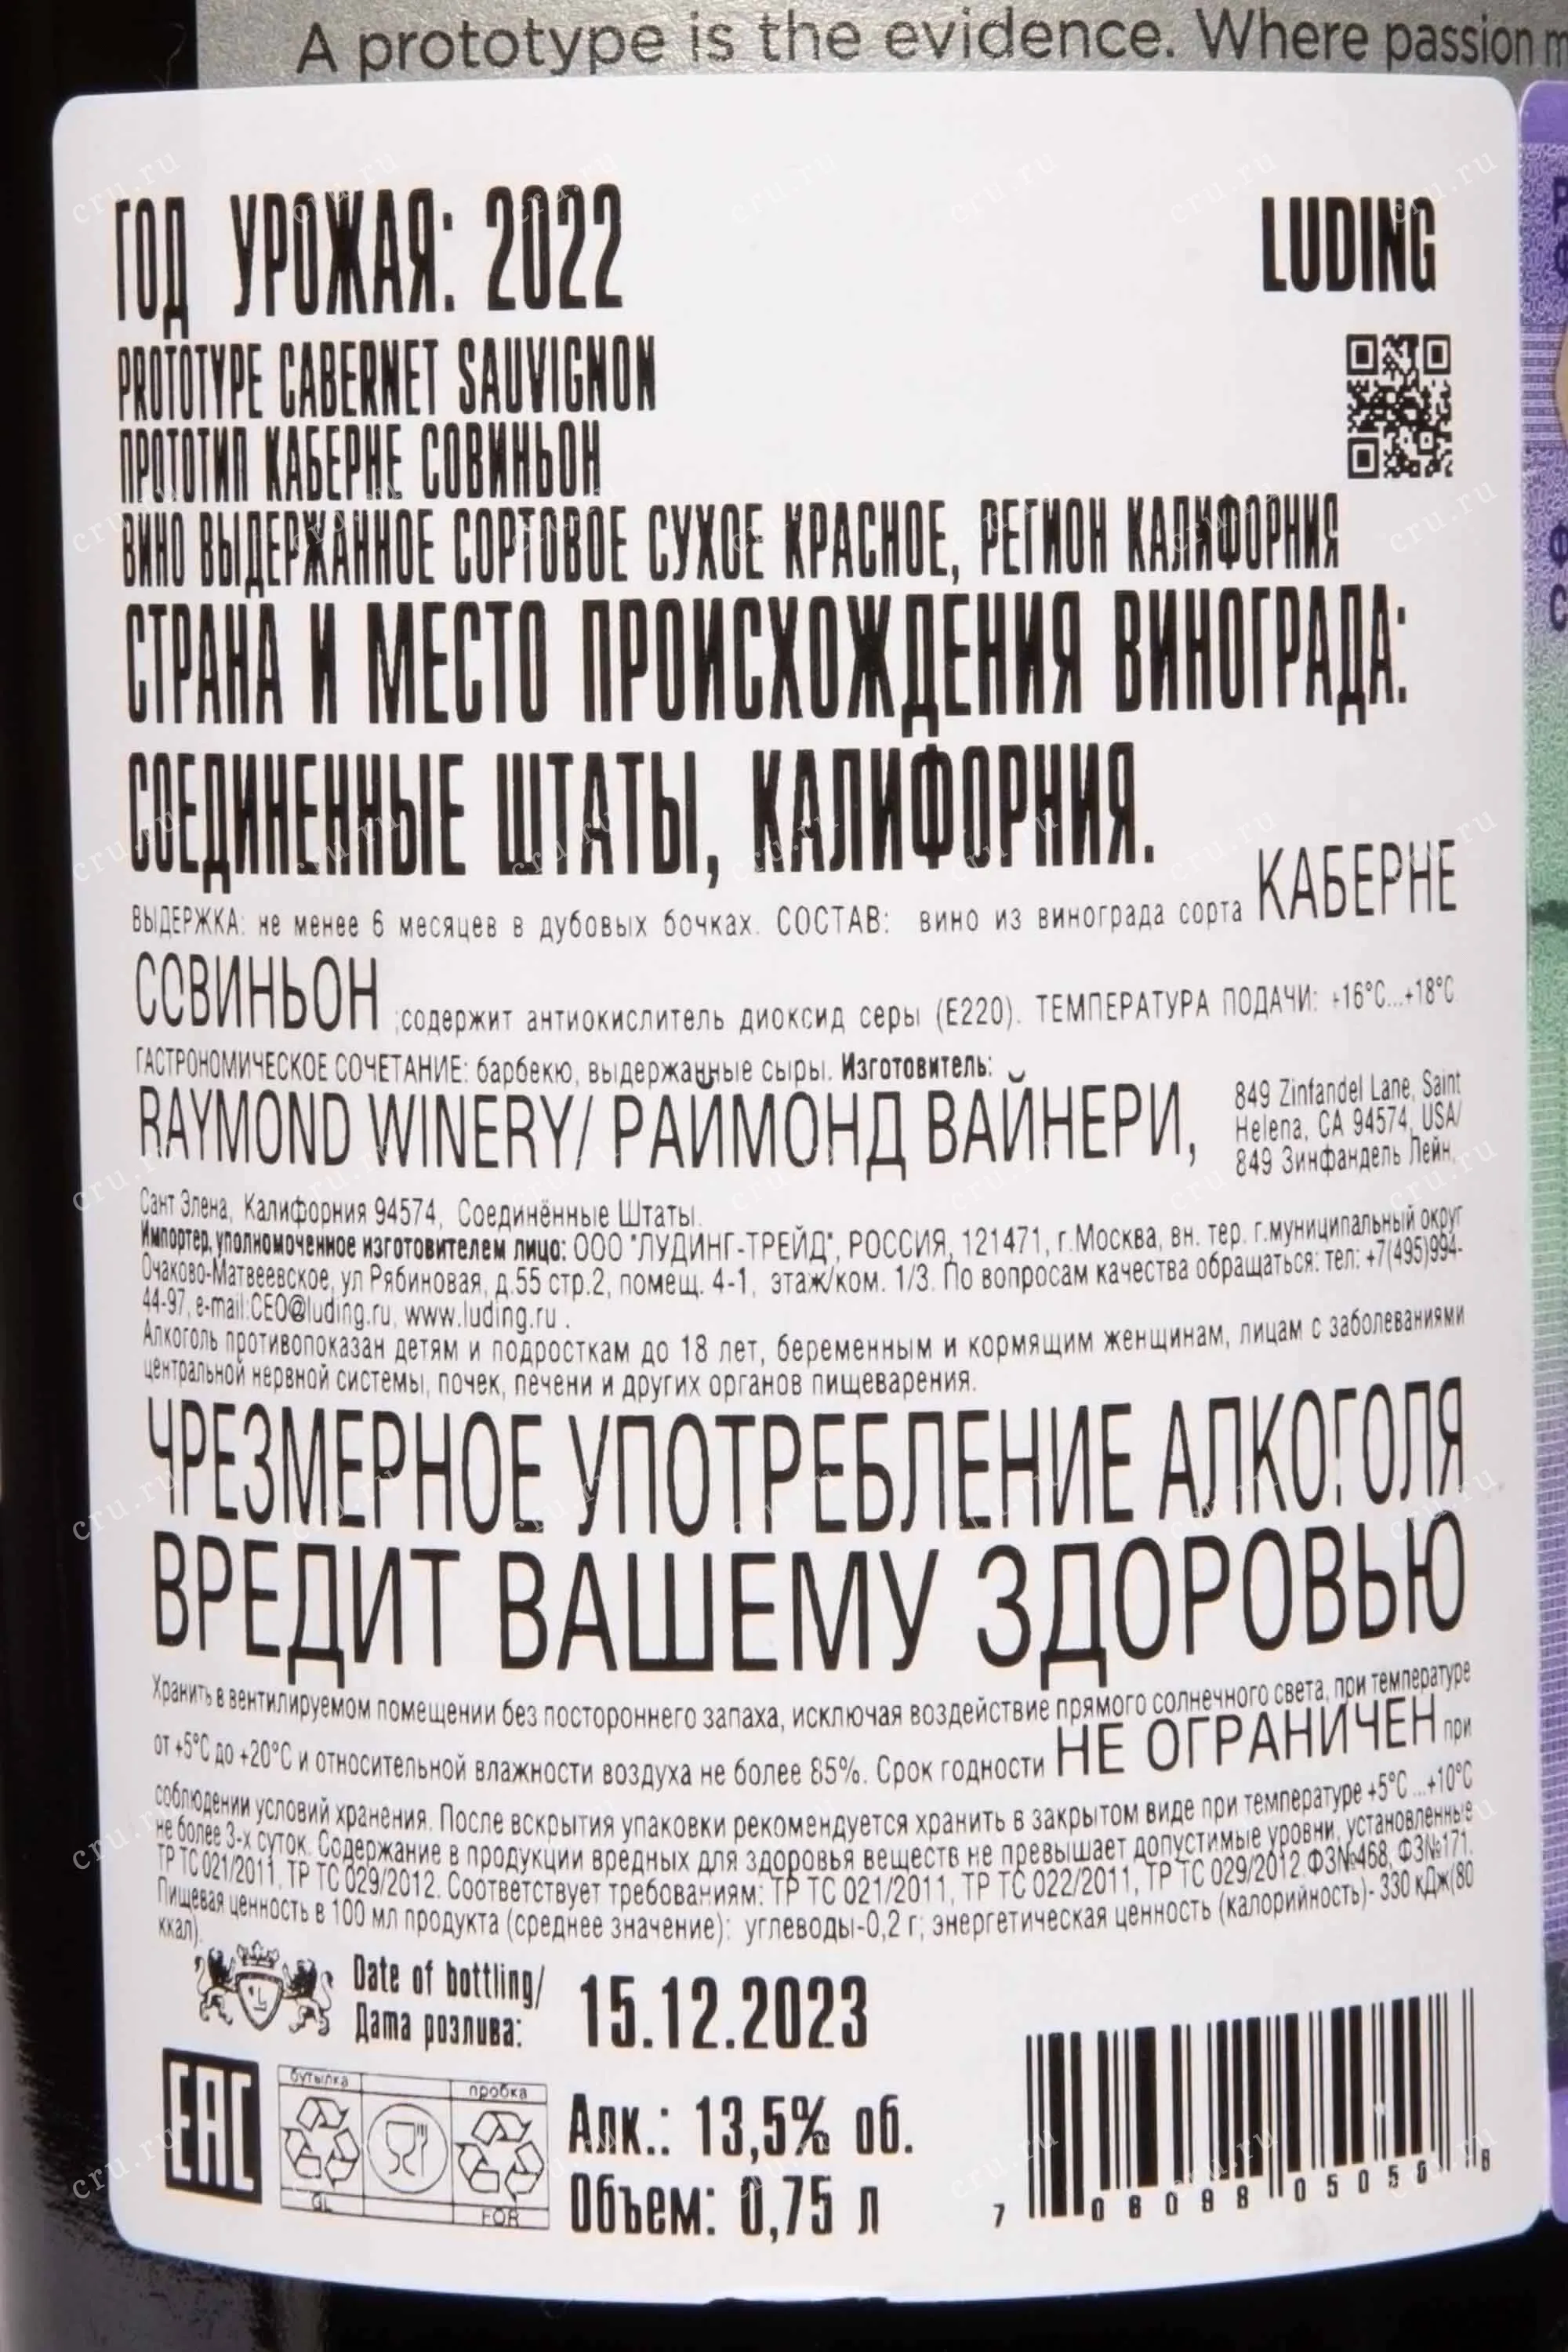 A prototype is the evidence. Where passion m
ГОД УРОЖАЯ: 2022
LUDING
PROTOTYPE CABERNET SAUVIGNON
ПРОТОТИП КАБЕРНЕ СОВИНЬОН
ВИНО ВЫДЕРЖАННОЕ СОРТОВОЕ СУХОЕ КРАСНОЕ, РЕГИОН КАЛИФОРНИЯ
СТРАНА И МЕСТО ПРОИСХОЖДЕНИЯ ВИНОГРАДА:
СОЕДИНЕННЫЕ ШТАТЫ, КАЛИФОРНИЯ.
ВЫДЕРЖКА: не менее 6 месяцев в дубовых бочках. СОСТАВ: вино из винограда сорта КАБЕРНЕ
СОВИНЬОН ;содержит антиокислитель диоксид серы (E220). ТЕМПЕРАТУРА ПОДАЧИ: +16°C...+18°C
ГАСТРОНОМИЧЕСКОЕ СОЧЕТАНИЕ: барбекю, выдержанные сыры. Изготовитель:
RAYMOND WINERY/ РАЙМОНД ВАЙНЕРИ,
849 Zinfandel Lane, Saint
Helena, CA 94574, USA/
849 Зинфандель Лейн,
Сант Элена, Калифорния 94574, Соединённые Штаты.
Импортер, уполномоченное изготовителем лицо: ООО "ЛУДИНГ-ТРЕЙД", РОССИЯ, 121471, г.Москва, вн. тер. г.муниципальный округ
Очаково-Матвеевское, ул Рябиновая, д.55 стр.2, помещ. 4-1, этаж/ком. 1/3. По вопросам качества обращаться: тел: +7(495)994-
44-97, e-mail:CEO@luding.ru, www.luding.ru .
Алкоголь противопоказан детям и подросткам до 18 лет, беременным и кормящим женщинам, лицам с заболеваниями
центральной нервной системы, почек, печени и других органов пищеварения.
ЧРЕЗМЕРНОЕ УПОТРЕБЛЕНИЕ АЛКОГОЛЯ
ВРЕДИТ ВАШЕМУ ЗДОРОВЬЮ
Хранить в вентилируемом помещении без постороннего запаха, исключая воздействие прямого солнечного света, при температуре
от +5°C до +20°C и относительной влажности воздуха не более 85%. Срок годности НЕ ОГРАНИЧЕН при
соблюдении условий хранения. После вскрытия упаковки рекомендуется хранить в закрытом виде при температуре +5°C ...+10°C
не более 3-х суток. Содержание в продукции вредных для здоровья веществ не превышает допустимые уровни, установленные
ТР ТС 021/2011, ТР ТС 029/2012. Соответствует требованиям: ТР ТС 021/2011, ТР ТС 022/2011, ТР ТС 029/2012.ФЗ№468, ФЗ№171.
Пищевая ценность в 100 мл продукта (среднее значение): углеводы-0,2 г; энергетическая ценность (калорийность)- 330 кДж(80
ккал).
Date of bottling/
Дата розлива:
15.12.2023
EAC
бутылка
пробка
GL
FOR
Алк.: 13,5% об.
Объем: 0,75 л
7 08098 05050 8
cru.ru